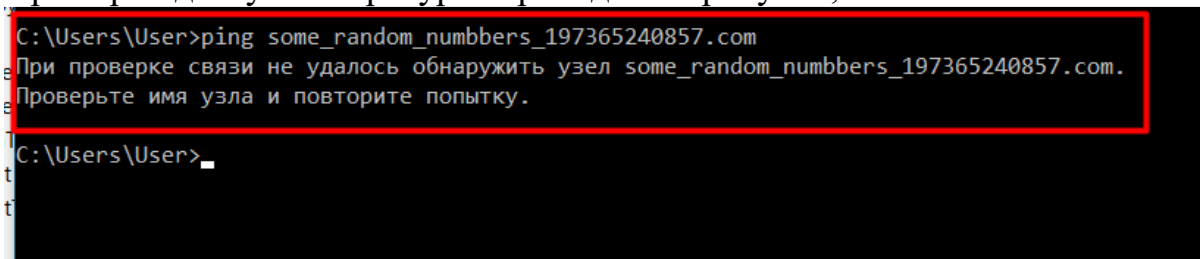 C:\Users\User>ping some_random_numbbers_197365240857.com
При проверке связи не удалось обнаружить узел some_random_numbbers_197365240857.com.
Проверьте имя узла и повторите попытку.
C:\Users\User>